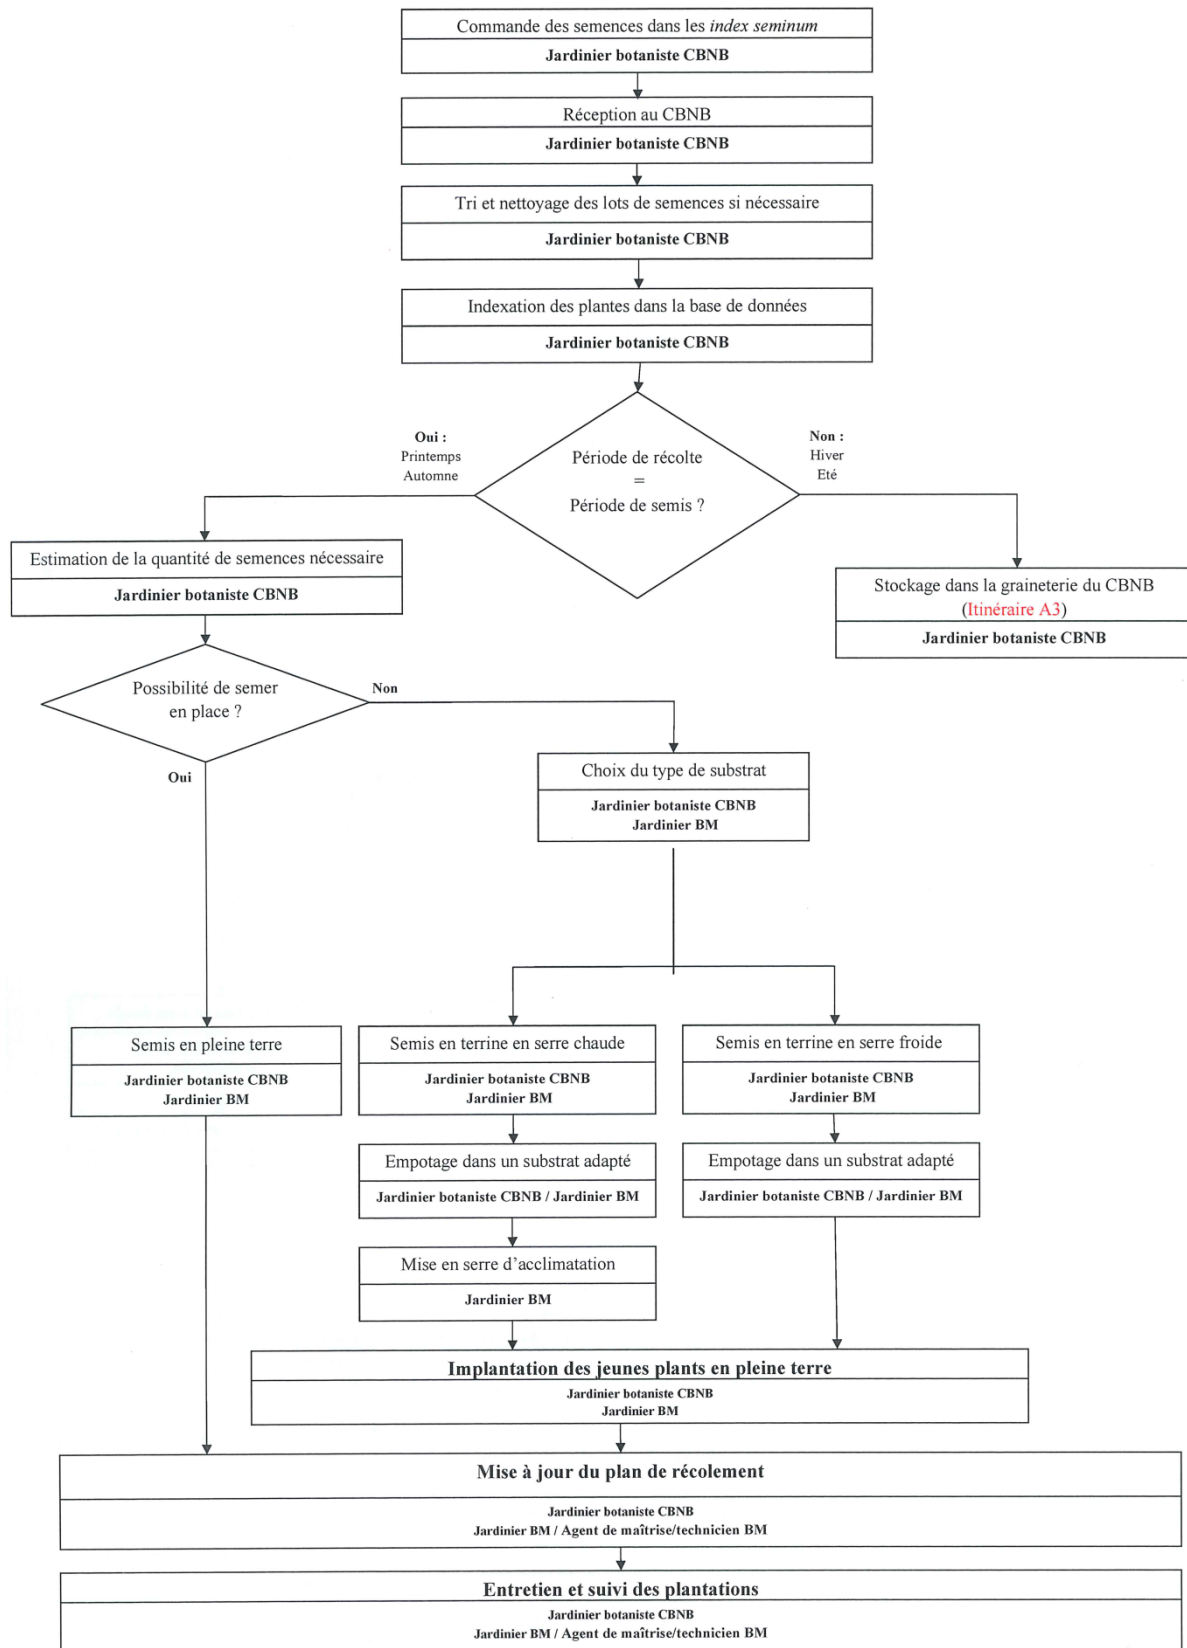 Commande des semences dans les index seminum
Jardinier botaniste CBNB
Réception au CBNB
Jardinier botaniste CBNB
Tri et nettoyage des lots de semences si nécessaire
Jardinier botaniste CBNB
Indexation des plantes dans la base de données
Jardinier botaniste CBNB
Période de récolte
=
Période de semis ?
Oui :
Printemps
Automne
Non :
Hiver
Eté
Estimation de la quantité de semences nécessaire
Jardinier botaniste CBNB
Stockage dans la graineterie du CBNB
(Itinéraire A3)
Jardinier botaniste CBNB
Possibilité de semer
en place ?
Non
Oui
Choix du type de substrat
Jardinier botaniste CBNB
Jardinier BM
Semis en pleine terre
Jardinier botaniste CBNB
Jardinier BM
Semis en terrine en serre chaude
Jardinier botaniste CBNB
Jardinier BM
Semis en terrine en serre froide
Jardinier botaniste CBNB
Jardinier BM
Empotage dans un substrat adapté
Jardinier botaniste CBNB / Jardinier BM
Empotage dans un substrat adapté
Jardinier botaniste CBNB / Jardinier BM
Mise en serre d'acclimatation
Jardinier BM
Implantation des jeunes plants en pleine terre
Jardinier botaniste CBNB
Jardinier BM
Mise à jour du plan de récolement
Jardinier botaniste CBNB
Jardinier BM / Agent de maîtrise/technicien BM
Entretien et suivi des plantations
Jardinier botaniste CBNB
Jardinier BM / Agent de maîtrise/technicien BM